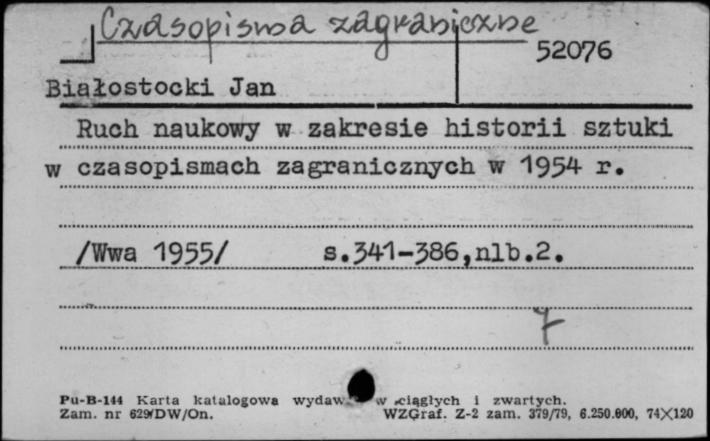 Czasopisma zagraniczne
52076
Białostocki Jan
Ruch naukowy w zakresie historii sztuki
w czasopismach zagranicznych w 1954 r.
/Wwa 1955/ s.341-386,nlb.2.
7
Pu-B-144 Karta katalogowa wydaw w ciągłych i zwartych.
Zam. nr 629/DW/On. WZGraf. Z-2 zam. 379/79, 6.250.000, 74X120